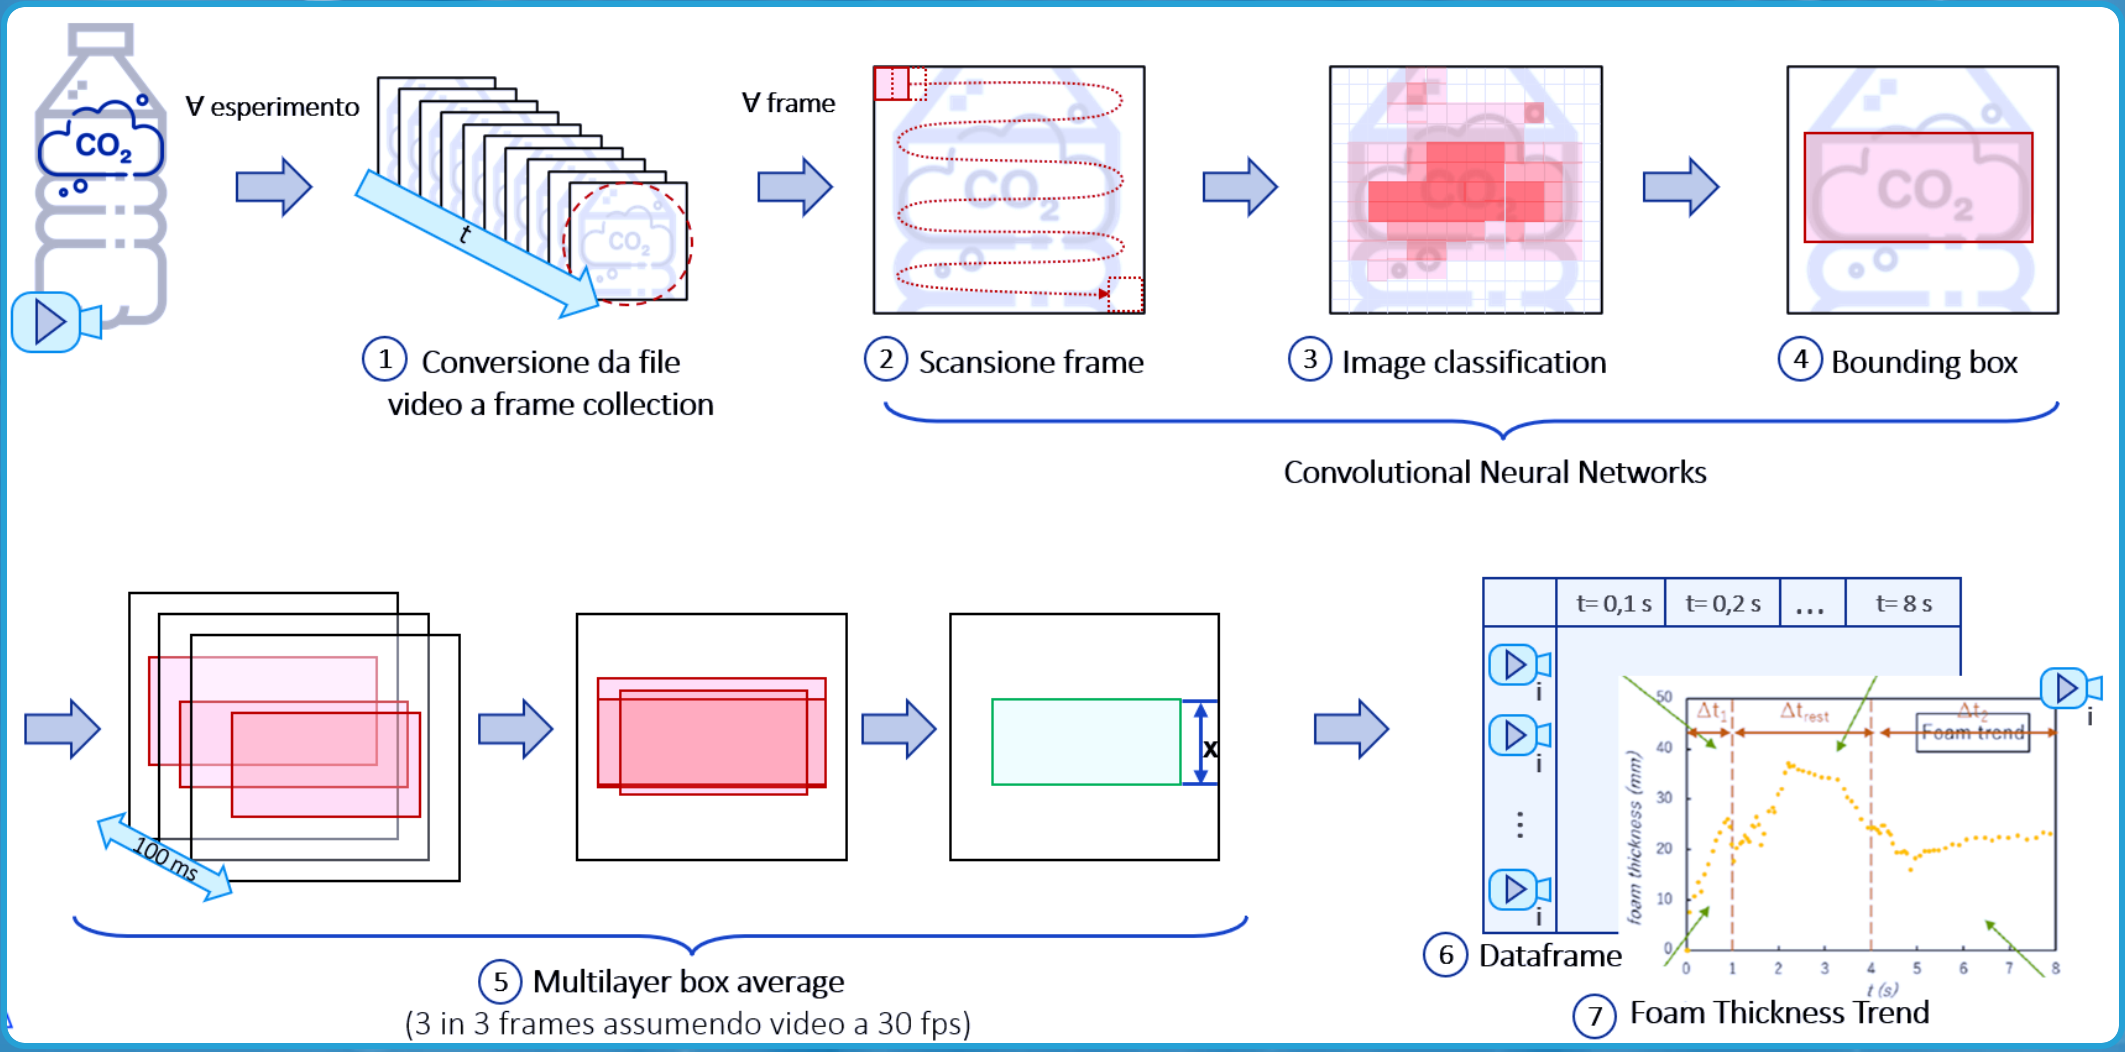 CO2
∀ esperimento
t
CO2
1 Conversione da file
video a frame collection
∀ frame
CO2
2 Scansione frame
CO2
3 Image classification
CO2
4 Bounding box
Convolutional Neural Networks
100 ms
x
5 Multilayer box average
(3 in 3 frames assumendo video a 30 fps)
t= 0,1 s t= 0,2 s ... t= 8 s
i
i
⋮
i
6 Dataframe
i
Δt1 Δtrest Δt2
Foam trend
foam thickness (mm)
50
40
30
20
10
0
0 1 2 3 4 5 6 7 8
t (s)
7 Foam Thickness Trend